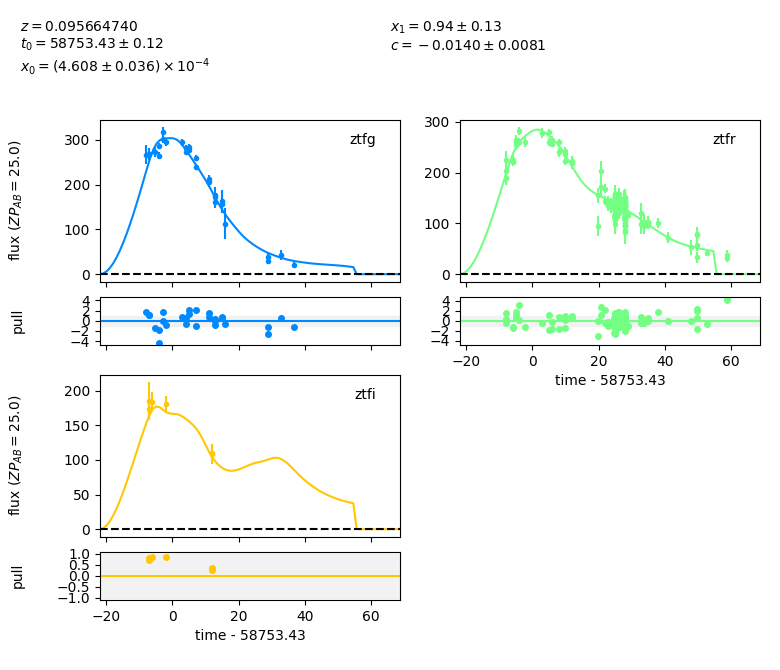 z = 0.095664740
t₀ = 58753.43 ± 0.12
x₀ = (4.608 ± 0.036) × 10⁻⁴
x₁ = 0.94 ± 0.13
c = −0.0140 ± 0.0081
ztfg
flux (ZP_AB = 25.0)
300
200
100
0
pull
4
2
0
−2
−4
ztfr
300
200
100
0
4
2
0
−2
−4
−20 0 20 40 60
time - 58753.43
ztfi
flux (ZP_AB = 25.0)
200
150
100
50
0
pull
1.0
0.5
0.0
−0.5
−1.0
−20 0 20 40 60
time - 58753.43